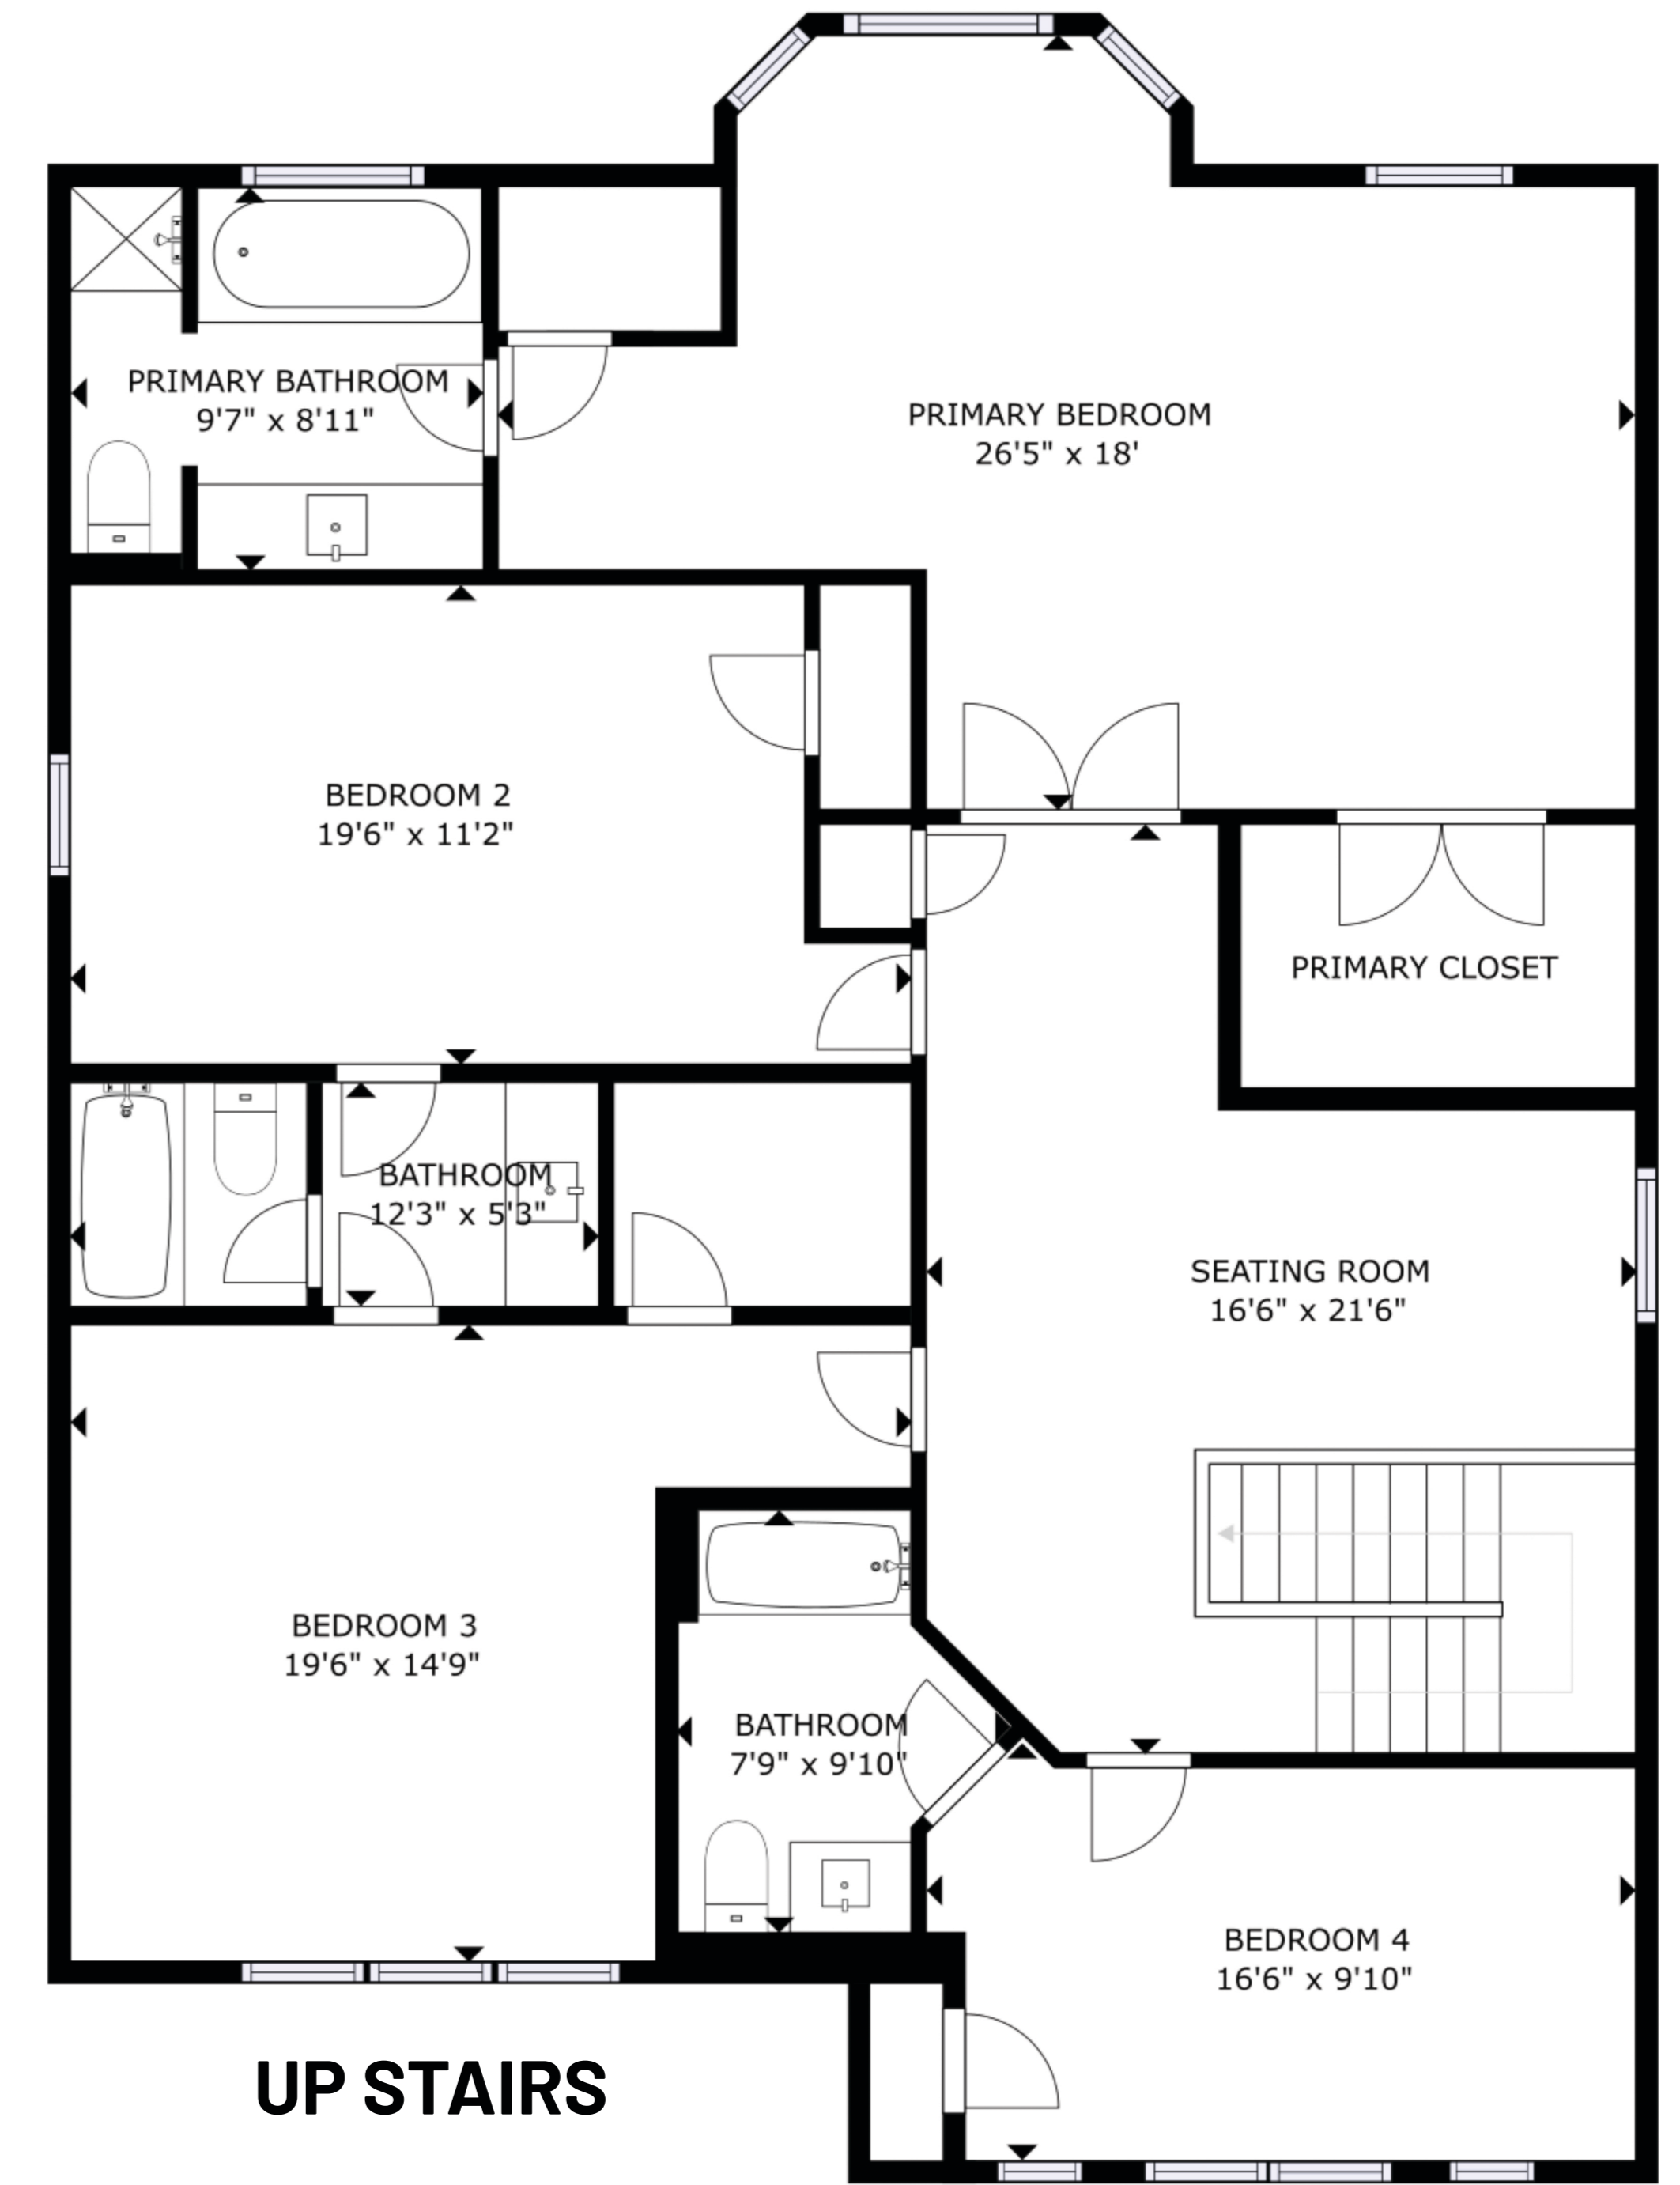 PRIMARY BATHROOM
9'7" x 8'11"
PRIMARY BEDROOM
26'5" x 18'
BEDROOM 2
19'6" x 11'2"
PRIMARY CLOSET
BATHROOM
12'3" x 5'3"
SEATING ROOM
16'6" x 21'6"
BEDROOM 3
19'6" x 14'9"
BATHROOM
7'9" x 9'10"
BEDROOM 4
16'6" x 9'10"
UP STAIRS